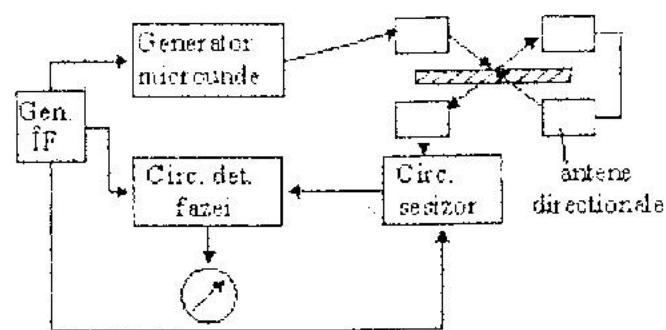 Generator
microunde
Gen.
ÎF
Circ. det.
fazei
Circ.
sesizor
antene
directionale